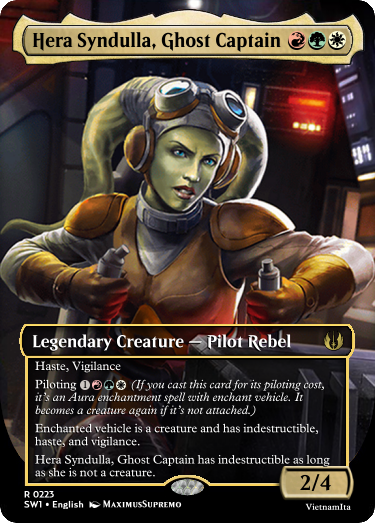 Hera Syndulla, Ghost Captain
Legendary Creature — Pilot Rebel
Haste, Vigilance
Piloting 1RGW (If you cast this card for its piloting cost,
it's an Aura enchantment spell with enchant vehicle. It
becomes a creature again if it's not attached.)
Enchanted vehicle is a creature and has indestructible,
haste, and vigilance.
Hera Syndulla, Ghost Captain has indestructible as long
as she is not a creature.
2/4
R 0223
SW1 • English MaximusSupremo
VietnamIta